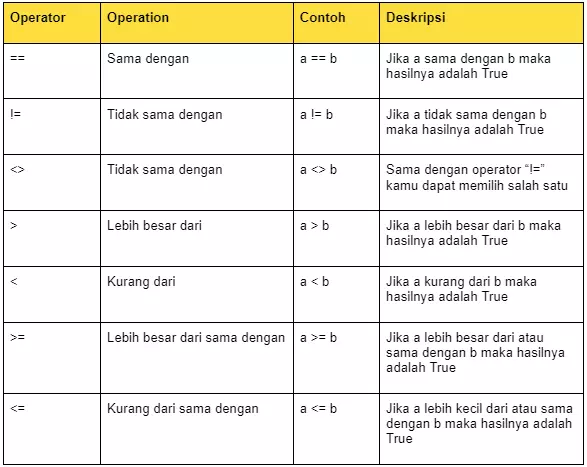 Operator Operation Contoh Deskripsi
== Sama dengan a == b Jika a sama dengan b maka
hasilnya adalah True
!= Tidak sama dengan a != b Jika a tidak sama dengan b
maka hasilnya adalah True
<> Tidak sama dengan a <> b Sama dengan operator “!=”
kamu dapat memilih salah satu
> Lebih besar dari a > b Jika a lebih besar dari b maka
hasilnya adalah True
< Kurang dari a < b Jika a kurang dari b maka
hasilnya adalah True
>= Lebih besar dari sama dengan a >= b Jika a lebih besar dari atau
sama dengan b maka hasilnya
adalah True
<= Kurang dari sama dengan a <= b Jika a lebih kecil dari atau sama
dengan b maka hasilnya adalah
True